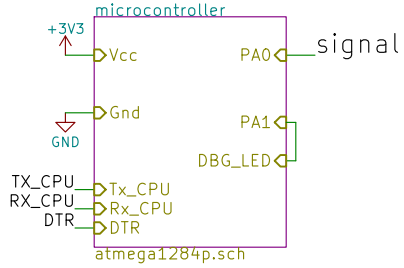 microcontroller
+3V3
signal
Vcc
PA0
Gnd
PA1
GND
DBG_LED
TX_CPU
Tx_CPU
RX_CPU
Rx_CPU
DTR
DTR
atmega1284p.sch